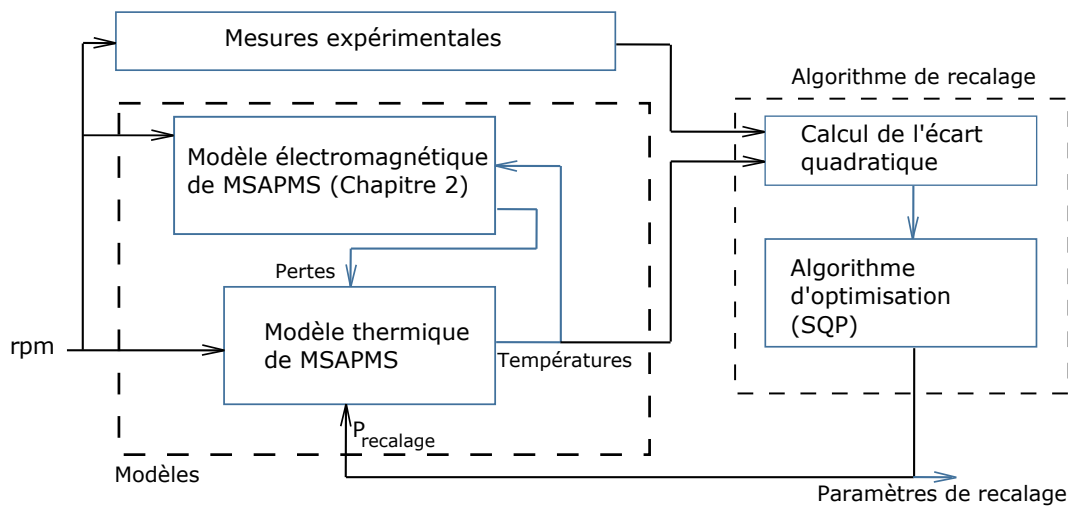 Mesures expérimentales
Algorithme de recalage
Modèle électromagnétique
de MSAPMS (Chapitre 2)
Calcul de l'écart
quadratique
Pertes
Algorithme
d'optimisation
(SQP)
Modèle thermique
de MSAPMS
rpm
Températures
Precalage
Modèles
Paramètres de recalage